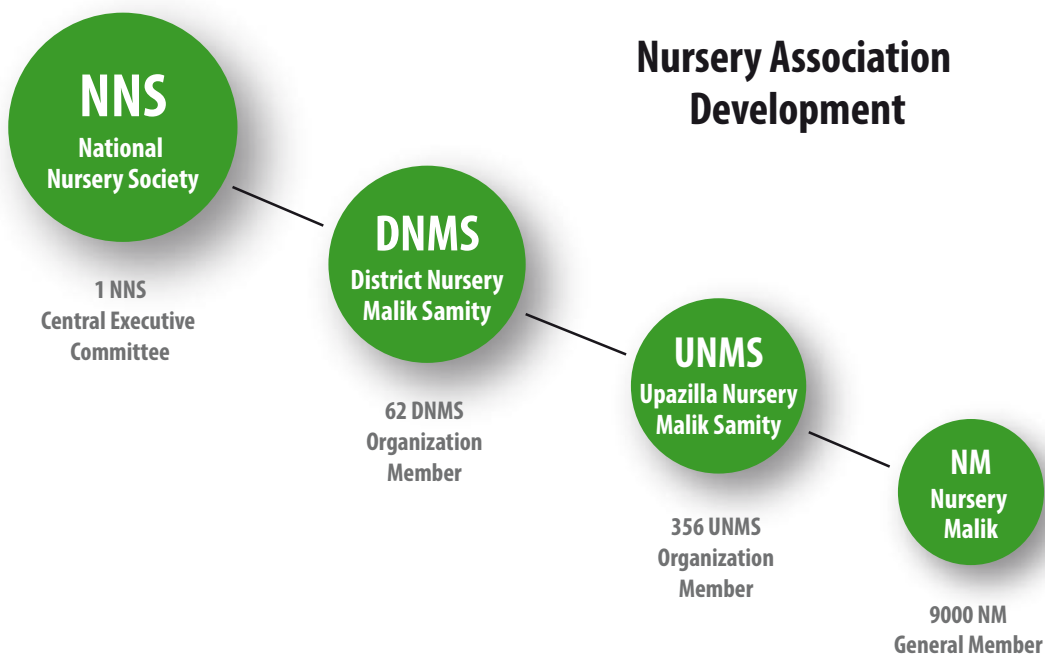 Nursery Association
Development
NNS
National
Nursery Society
1 NNS
Central Executive
Committee
DNMS
District Nursery
Malik Samity
62 DNMS
Organization
Member
UNMS
Upazilla Nursery
Malik Samity
356 UNMS
Organization
Member
NM
Nursery
Malik
9000 NM
General Member